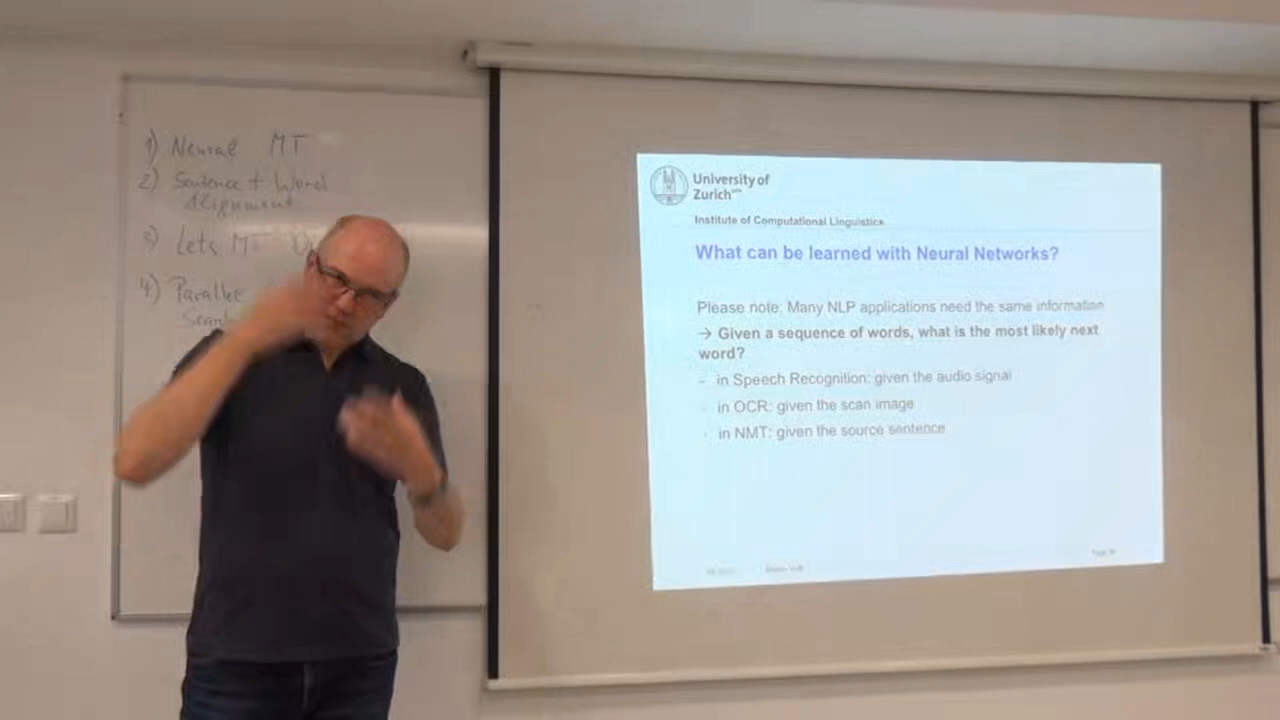 1) Neural MT
2) Sentence + Word
Alignment
3) Lets MT
4) Parallel
University of
Zurich
Institute of Computational Linguistics
What can be learned with Neural Networks?
Please note: Many NLP applications need the same information
→ Given a sequence of words, what is the most likely next
word?
- in Speech Recognition: given the audio signal
- in OCR: given the scan image
- in NMT: given the source sentence
Page